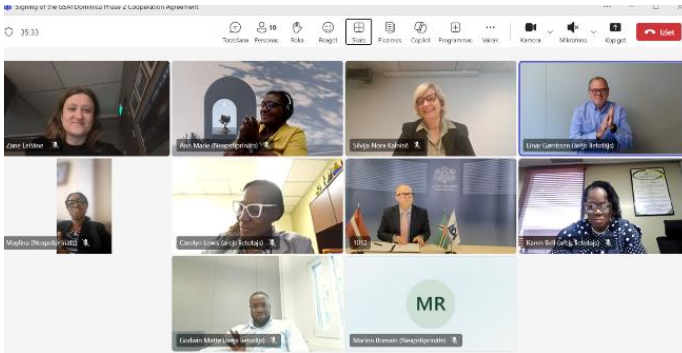 Signing of the GSAI Dominica Phase 2 Cooperation Agreement
35:33
Tērzēšana
10
Personas
Roka
Reaģēt
Skats
Piezīmes
Copilot
Programmas
Vairāk
Kamera
Mikrofons
Kopīgot
Iziet
Zane Leitāne
Ann Marie (Neapstiprināts)
Silvija Nora Kalniņš
Einar Gørrissen (ārējs lietotājs)
Maylina (Neapstiprināts)
Carolyn Lewis (ārējs lietotājs)
1012
Karen Bell (ārējs lietotājs)
Godwin Matte (ārējs lietotājs)
MR
Marlon Romain (Neapstiprināts)